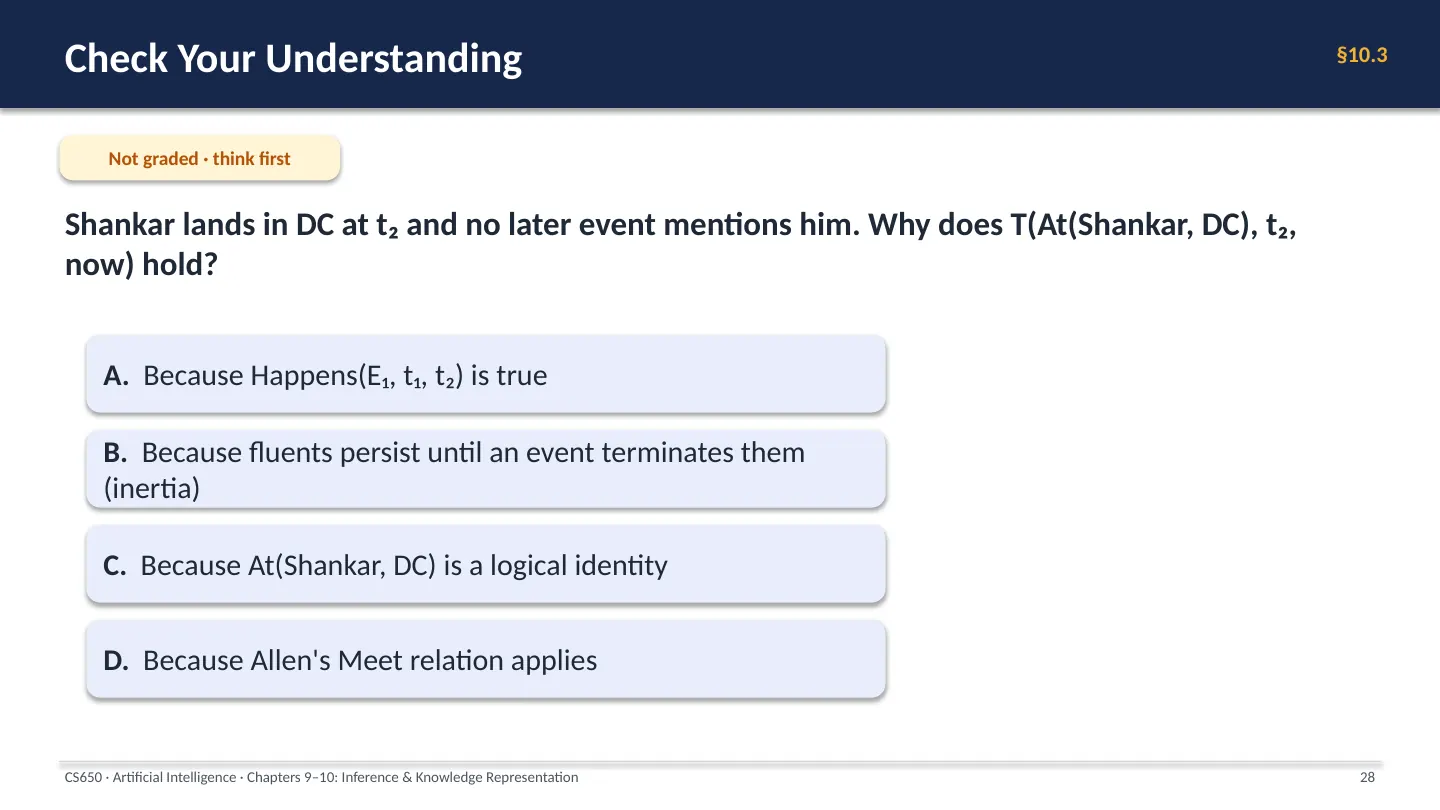 Check Your Understanding
§10.3
Not graded · think first
Shankar lands in DC at t₂ and no later event mentions him. Why does T(At(Shankar, DC), t₂,
now) hold?
A. Because Happens(E₁, t₁, t₂) is true
B. Because fluents persist until an event terminates them
(inertia)
C. Because At(Shankar, DC) is a logical identity
D. Because Allen's Meet relation applies
CS650 · Artificial Intelligence · Chapters 9–10: Inference & Knowledge Representation
28